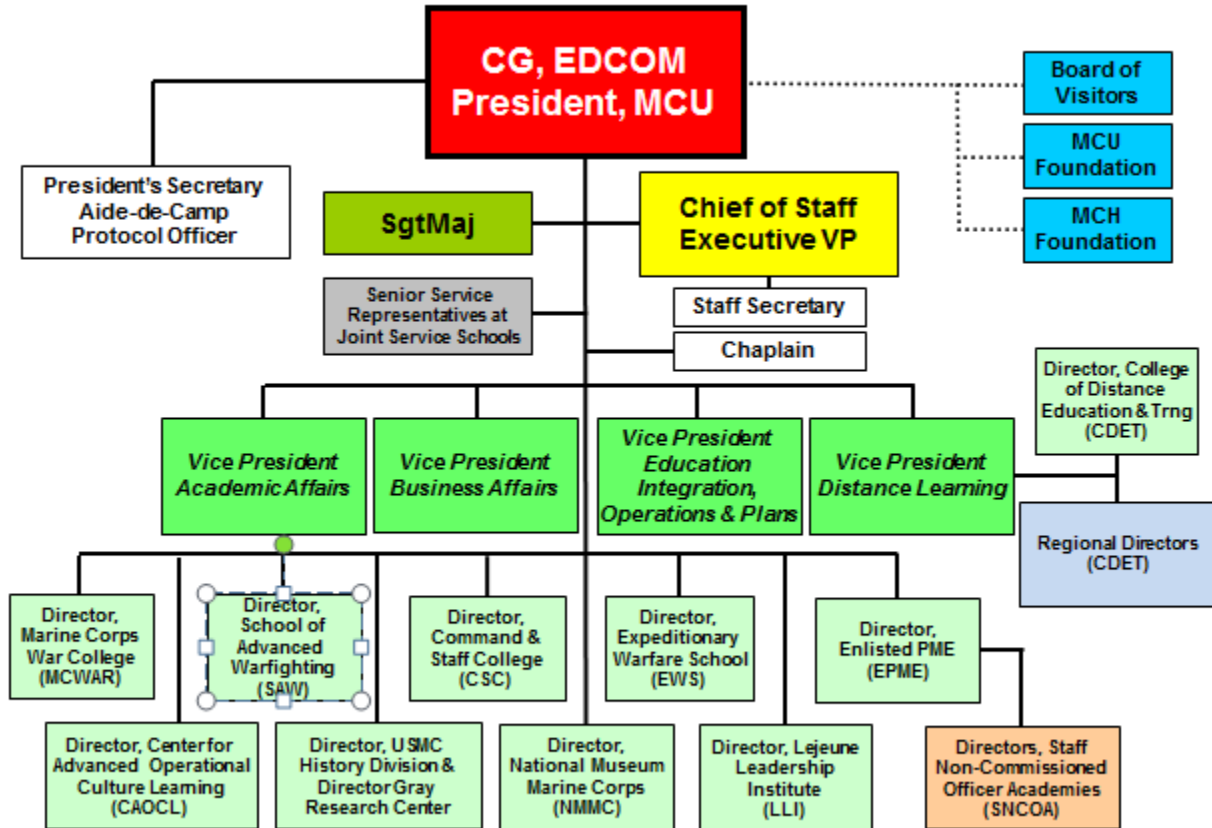 CG, EDCOM
President, MCU
Board of
Visitors
MCU
Foundation
MCH
Foundation
President's Secretary
Aide-de-Camp
Protocol Officer
SgtMaj
Chief of Staff
Executive VP
Senior Service
Representatives at
Joint Service Schools
Staff Secretary
Chaplain
Director, College
of Distance
Education & Trng
(CDET)
Vice President
Academic Affairs
Vice President
Business Affairs
Vice President
Education
Integration,
Operations & Plans
Vice President
Distance Learning
Regional Directors
(CDET)
Director,
Marine Corps
War College
(MCWAR)
Director,
School of
Advanced
Warfighting
(SAW)
Director,
Command &
Staff College
(CSC)
Director,
Expeditionary
Warfare School
(EWS)
Director,
Enlisted PME
(EPME)
Director, Center for
Advanced Operational
Culture Learning
(CAOCL)
Director, USMC
History Division &
Director Gray
Research Center
Director,
National Museum
Marine Corps
(NMMC)
Director, Lejeune
Leadership
Institute
(LLI)
Directors, Staff
Non-Commissioned
Officer Academies
(SNCOA)